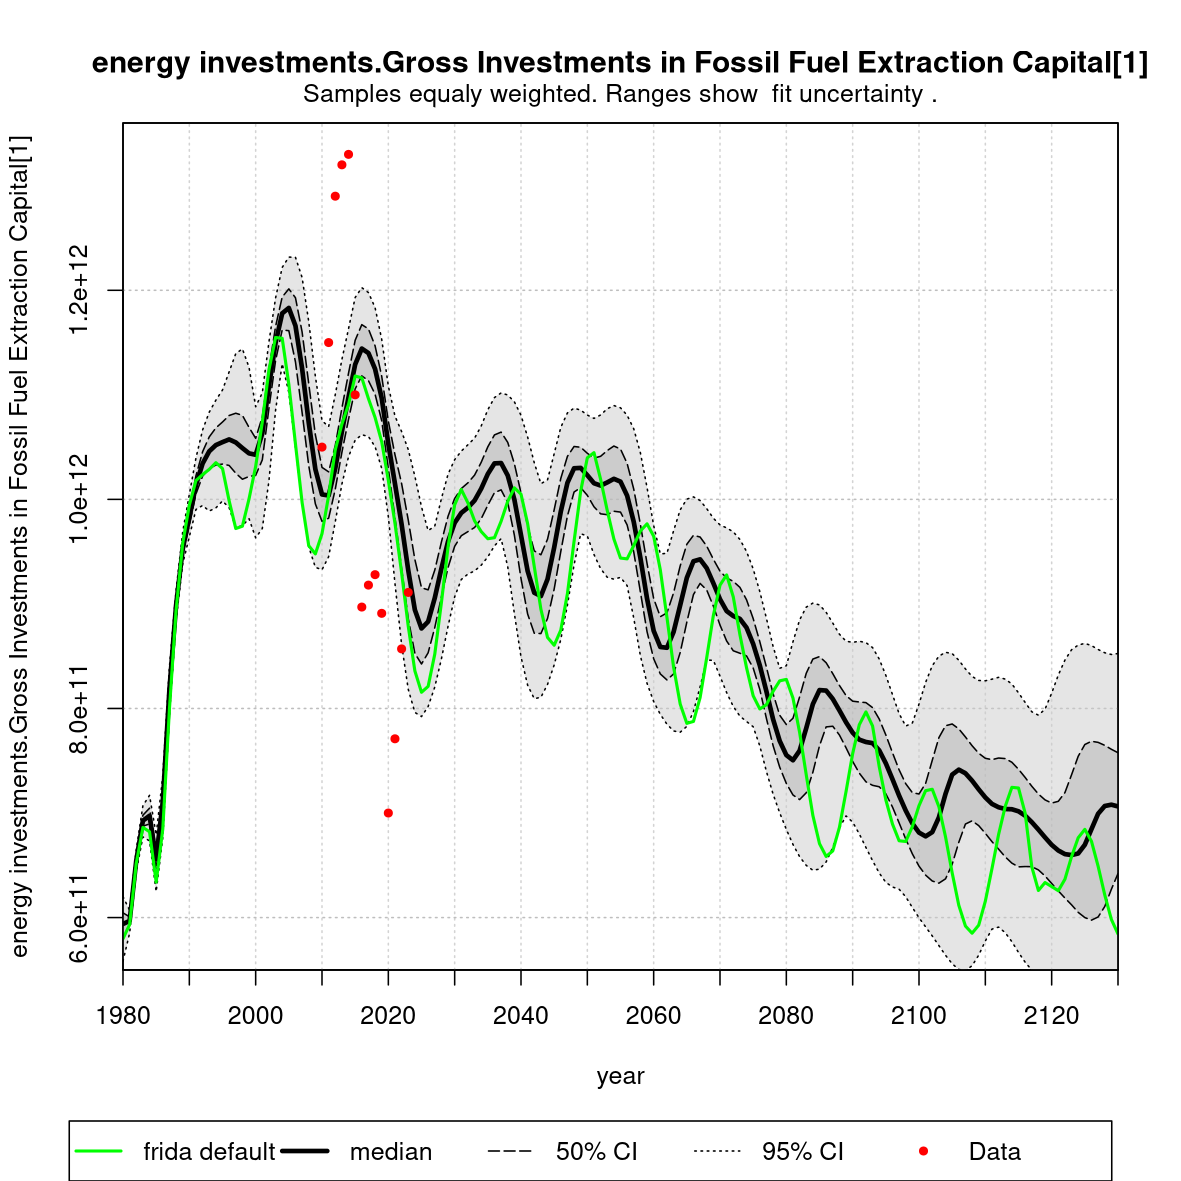 energy investments.Gross Investments in Fossil Fuel Extraction Capital[1]
Samples equaly weighted. Ranges show  fit uncertainty .
energy investments.Gross Investments in Fossil Fuel Extraction Capital[1]
1.2e+12
1.0e+12
8.0e+11
6.0e+11
1980 2000 2020 2040 2060 2080 2100 2120
year
frida default median 50% CI 95% CI Data